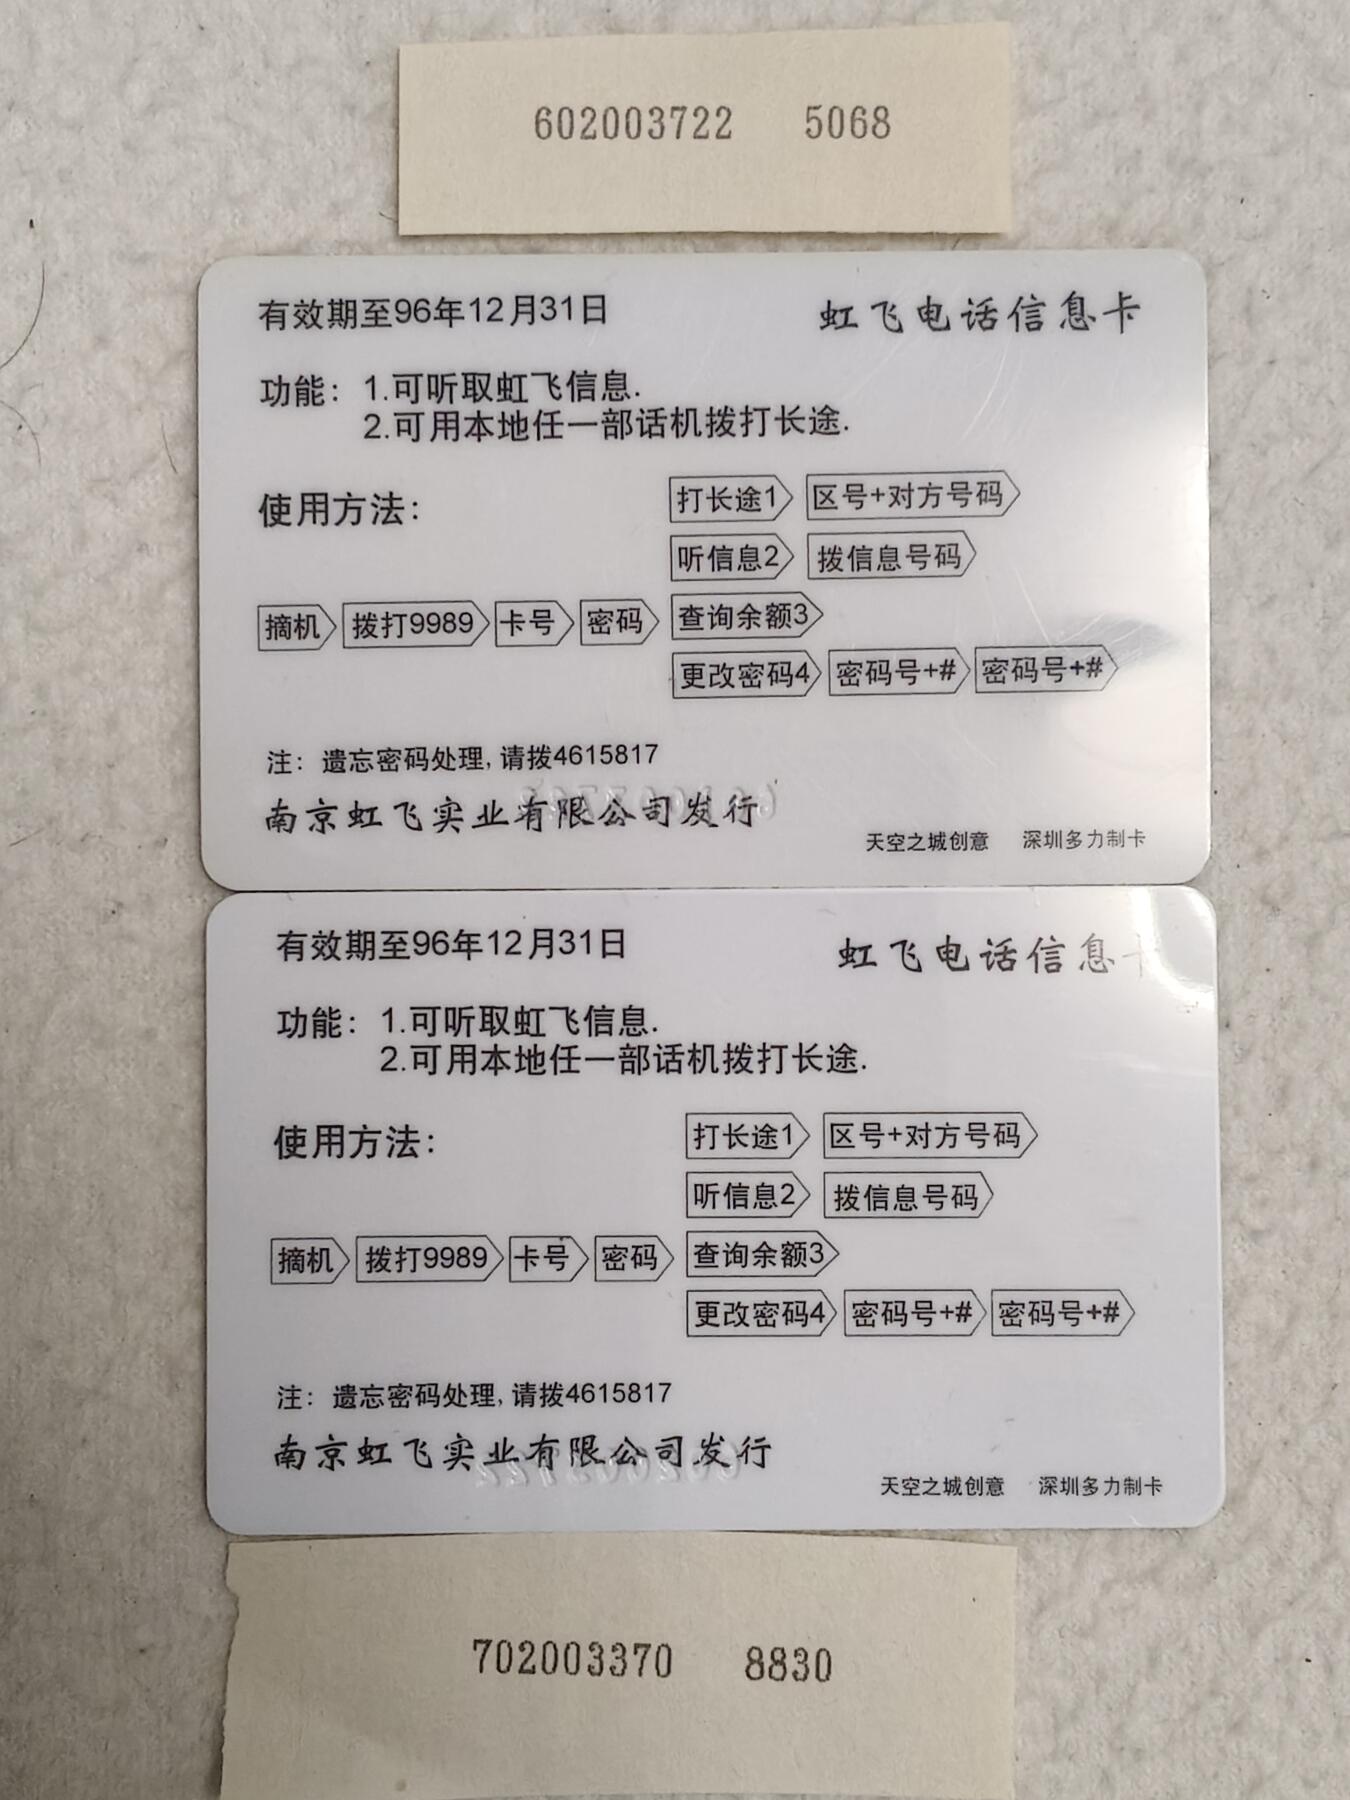 602003722 5068
有效期至96年12月31日 虹飞电话信息卡
功能：1.可听取虹飞信息.
2.可用本地任一部话机拨打长途.
使用方法：
打长途1 区号+对方号码
听信息2 拨信息号码
摘机 拨打9989 卡号 密码 查询余额3
更改密码4 密码号+# 密码号+#
注：遗忘密码处理,请拨4615817
南京虹飞实业有限公司发行
天空之城创意 深圳多力制卡
有效期至96年12月31日 虹飞电话信息卡
功能：1.可听取虹飞信息.
2.可用本地任一部话机拨打长途.
使用方法：
打长途1 区号+对方号码
听信息2 拨信息号码
摘机 拨打9989 卡号 密码 查询余额3
更改密码4 密码号+# 密码号+#
注：遗忘密码处理,请拨4615817
南京虹飞实业有限公司发行
天空之城创意 深圳多力制卡
702003370 8830